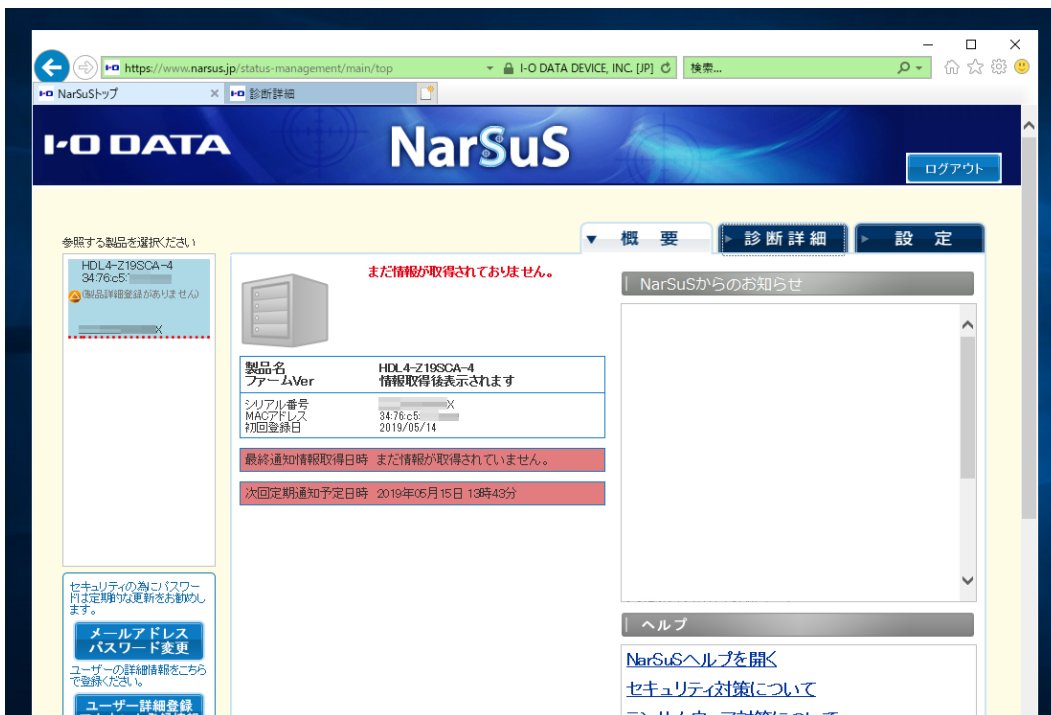 https://www.narsus.jp/status-management/main/top
I-O DATA DEVICE, INC. [JP]
検索...
NarSuSトップ
診断詳細
I-O DATA
NarSuS
ログアウト
参照する製品を選択ください
概 要
診断詳細
設 定
HDL4-Z19SCA-4
34:76:c5:
(製品詳細登録がありません)
X
まだ情報が取得されておりません。
製品名 HDL4-Z19SCA-4
ファームVer 情報取得後表示されます
シリアル番号 X
MACアドレス 34:76:c5:
初回登録日 2019/05/14
最終通知情報取得日時 まだ情報が取得されていません。
次回定期通知予定日時 2019年05月15日 13時43分
NarSuSからのお知らせ
セキュリティの為にパスワー
ドは定期的な更新をお勧めし
ます。
メールアドレス
パスワード変更
ユーザーの詳細情報をこちら
で登録ください。
ユーザー詳細登録
ヘルプ
NarSuSヘルプを開く
セキュリティ対策について